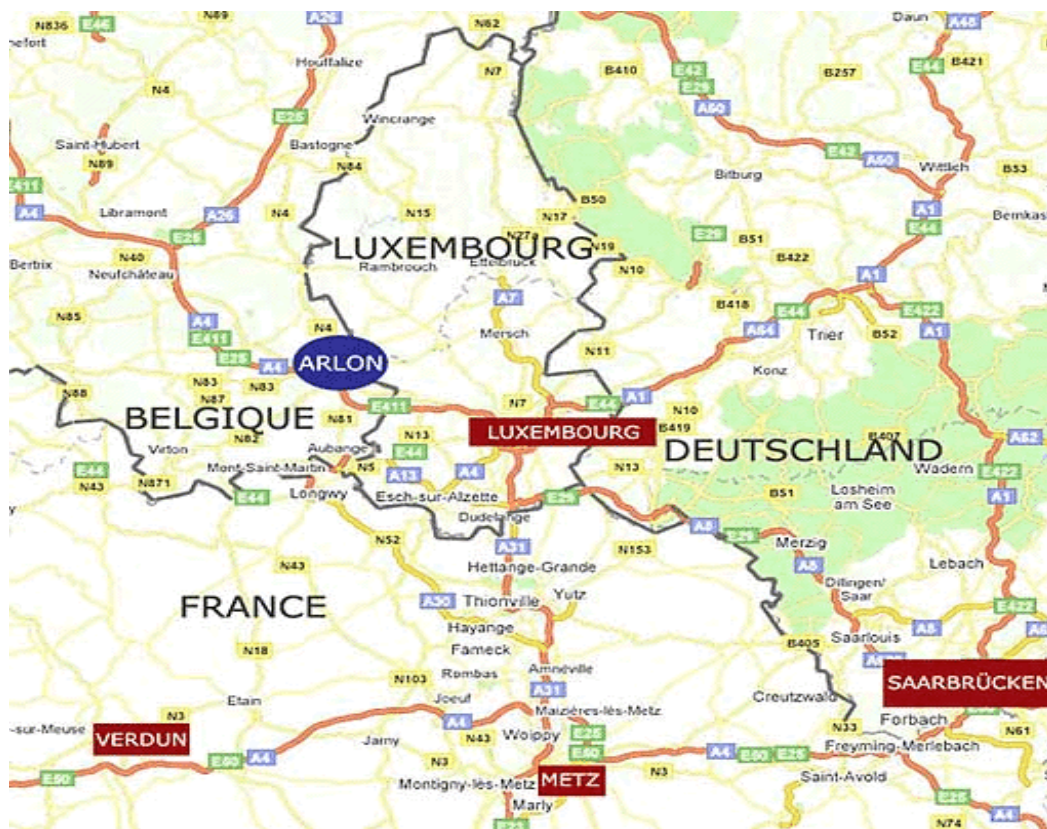 N836
E46
A26
N89
N62
Daun
A48
Houffalize
N7
B410
E42
E29
B257
E44
B421
N4
E25
Wincrange
A60
Saint-Hubert
Bastogne
E42
A60
Wittlich
B53
N89
N84
Bitburg
E411
A4
Libramont
A26
N4
N15
N17
B50
A1
E44
Bernkas
E25
N27a
N19
E29
B51
LUXEMBOURG
Bertrix
N40
Neufchâteau
Rambrouch
Ettelbruck
N10
B422
A1
A7
B418
E44
E422
N85
A4
N4
Mersch
A64
Trier
B52
A1
E411
E25
A4
ARLON
N11
Konz
N88
N83
N83
N87
E411
N7
E44
A1
N10
BELGIQUE
N81
LUXEMBOURG
B419
B407
A62
N82
N13
DEUTSCHLAND
Virton
Aubange
E44
E44
N43
N871
Mont-Saint-Martin
N5
A13
A4
N13
Wadern
E422
E44
Longwy
Esch-sur-Alzette
E29
B51
Losheim
am See
A1
Dudelange
A8
E29
Merzig
N52
A31
N153
N43
Hettange-Grande
A8
Lebach
Dillingen/
Saar
FRANCE
A30
Thionville
Yutz
E422
Hayange
Saarlouis
A8
N18
Fameck
B405
Rombas
Amnéville
N103
A31
SAARBRÜCKEN
Etain
Joeuf
Creutzwald
N3
A4
Maizières-lès-Metz
Forbach
-sur-Meuse
VERDUN
Jarny
N43
Woippy
E25
N33
N61
E50
E50
A4
N3
E50
A4
E50
E25
Freyming-Merlebach
Montigny-lès-Metz
METZ
N3
Saint-Avold
Marly
E25
A4
N74